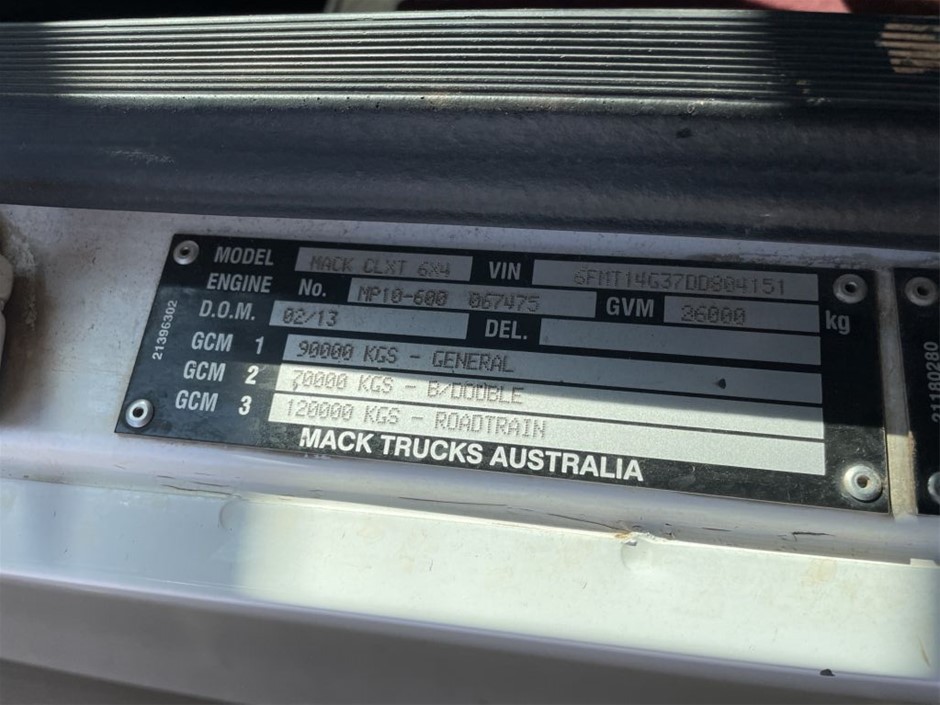 MODEL MACK CLXT 6X4 VIN 6FMT14G37DD804151
ENGINE No. MP10-600 067475 GVM 26000 kg
D.O.M. 02/13 DEL.
GCM 1 90000 KGS - GENERAL
GCM 2 70000 KGS - B/DOUBLE
GCM 3 120000 KGS - ROADTRAIN
MACK TRUCKS AUSTRALIA
21396302
21180280